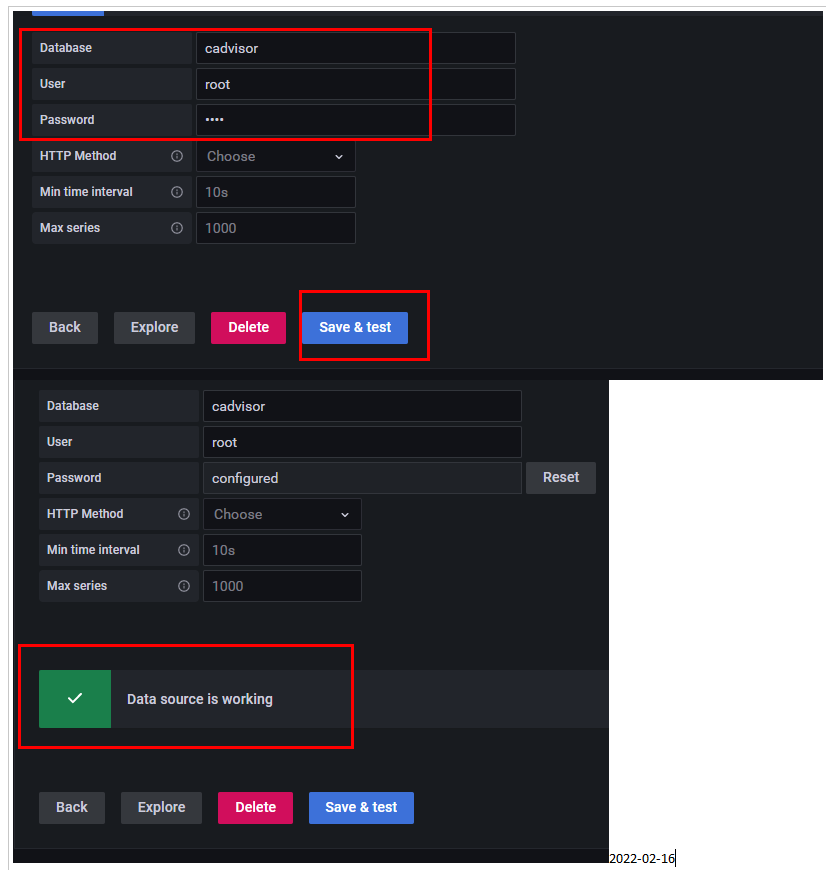 Database cadvisor
User root
Password ••••
HTTP Method Choose
Min time interval 10s
Max series 1000
Back Explore Delete Save & test
Database cadvisor
User root
Password configured Reset
HTTP Method Choose
Min time interval 10s
Max series 1000
Data source is working
Back Explore Delete Save & test
2022-02-16